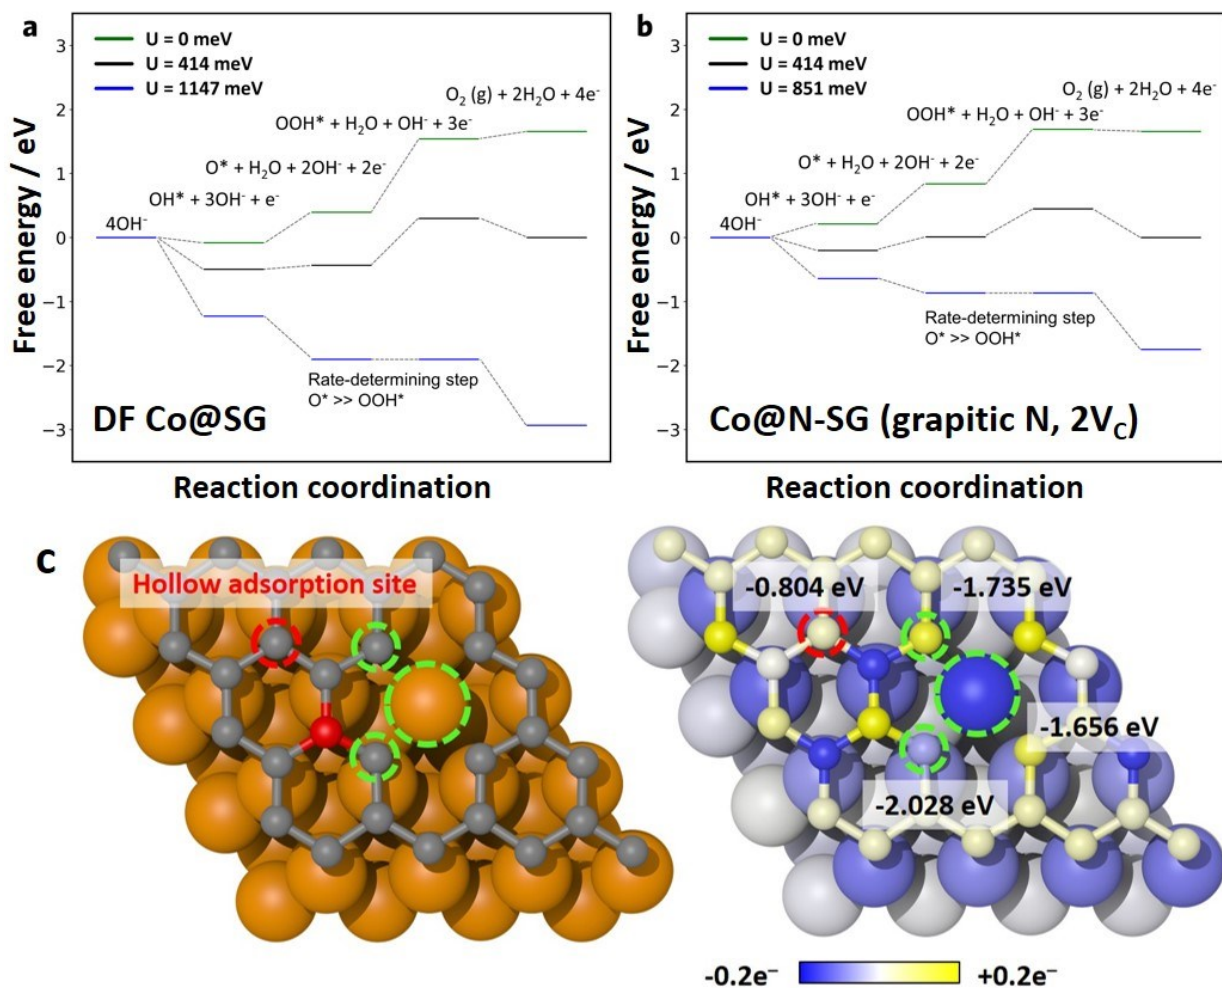 a
U = 0 meV
U = 414 meV
U = 1147 meV
O₂ (g) + 2H₂O + 4e⁻
OOH* + H₂O + OH⁻ + 3e⁻
O* + H₂O + 2OH⁻ + 2e⁻
OH* + 3OH⁻ + e⁻
4OH⁻
Rate-determining step
O* >> OOH*
DF Co@SG
3
2
1
0
−1
−2
−3
Free energy / eV
Reaction coordination
b
U = 0 meV
U = 414 meV
U = 851 meV
O₂ (g) + 2H₂O + 4e⁻
OOH* + H₂O + OH⁻ + 3e⁻
O* + H₂O + 2OH⁻ + 2e⁻
OH* + 3OH⁻ + e⁻
4OH⁻
Rate-determining step
O* >> OOH*
Co@N-SG (grapitic N, 2V_C)
3
2
1
0
−1
−2
−3
Free energy / eV
Reaction coordination
c
Hollow adsorption site
-0.804 eV
-1.735 eV
-1.656 eV
-2.028 eV
-0.2e⁻
+0.2e⁻